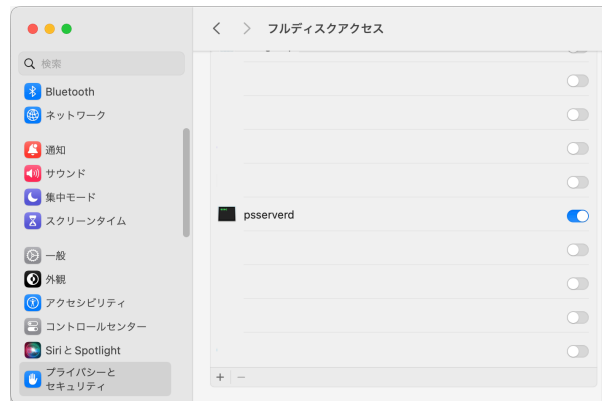 フルディスクアクセス
検索
Bluetooth
ネットワーク
通知
サウンド
集中モード
スクリーンタイム
一般
外観
アクセシビリティ
コントロールセンター
Siri と Spotlight
プライバシーと
セキュリティ
psserverd